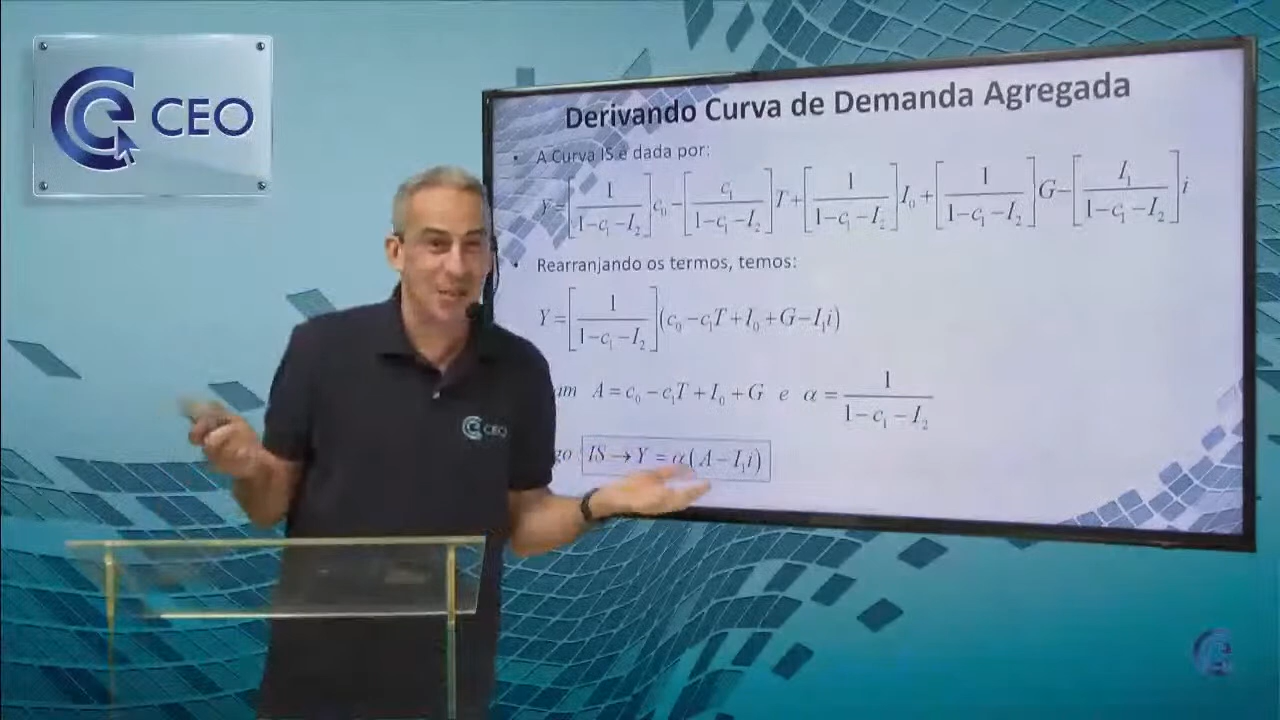 CEO
Derivando Curva de Demanda Agregada
• A Curva IS é dada por:
Y=[1/(1−c₁−I₂)]c₀−[c₁/(1−c₁−I₂)]T+[1/(1−c₁−I₂)]I₀+[1/(1−c₁−I₂)]G−[I₁/(1−c₁−I₂)]i
• Rearranjando os termos, temos:
Y=[1/(1−c₁−I₂)](c₀−c₁T+I₀+G−I₁i)
A=c₀−c₁T+I₀+G e α=1/(1−c₁−I₂)
IS→Y=α(A−I₁i)
CEO